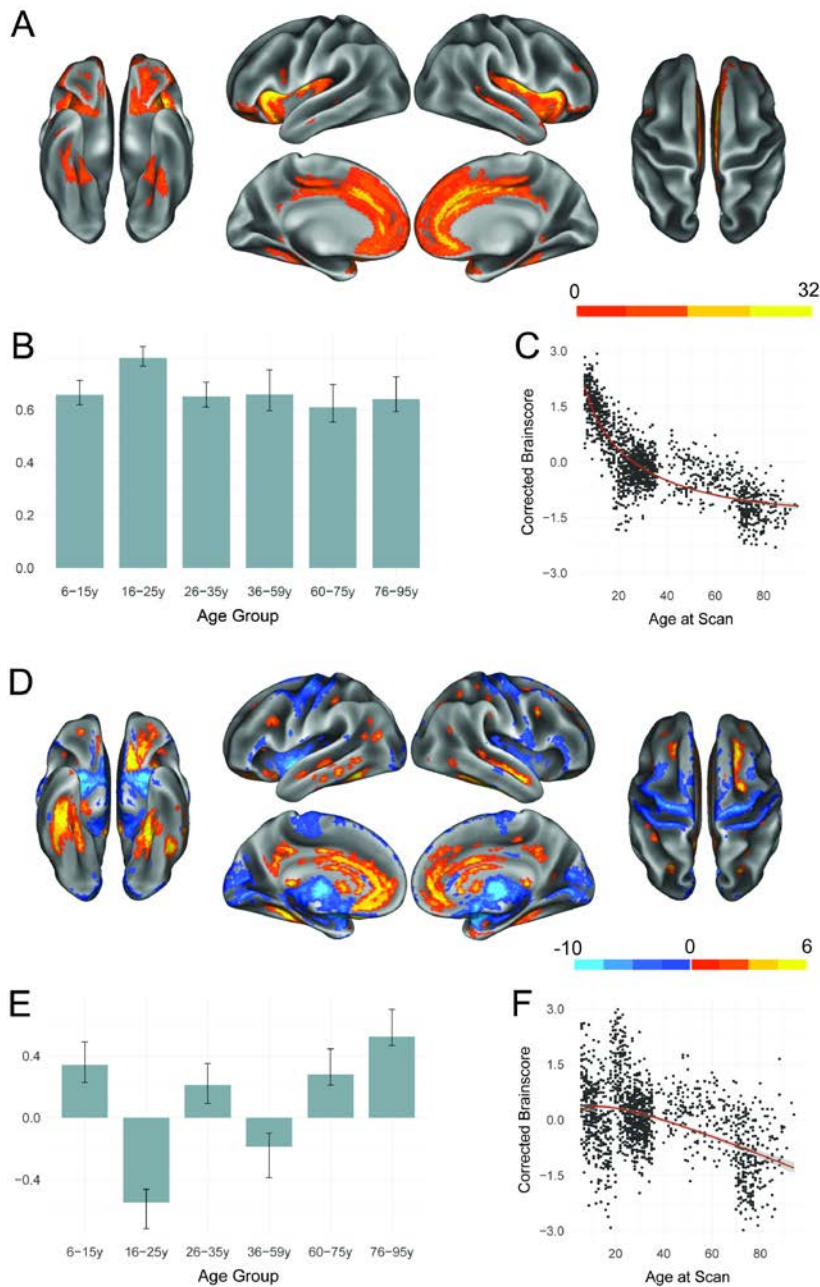 A
0 32
B
0.6
0.4
0.2
0.0
6−15y 16−25y 26−35y 36−59y 60−75y 76−95y
Age Group
C
Corrected Brainscore
3.0
1.5
0.0
−1.5
−3.0
20 40 60 80
Age at Scan
D
-10 0 6
E
0.4
0.0
−0.4
6−15y 16−25y 26−35y 36−59y 60−75y 76−95y
Age Group
F
Corrected Brainscore
3.0
1.5
0.0
−1.5
−3.0
20 40 60 80
Age at Scan